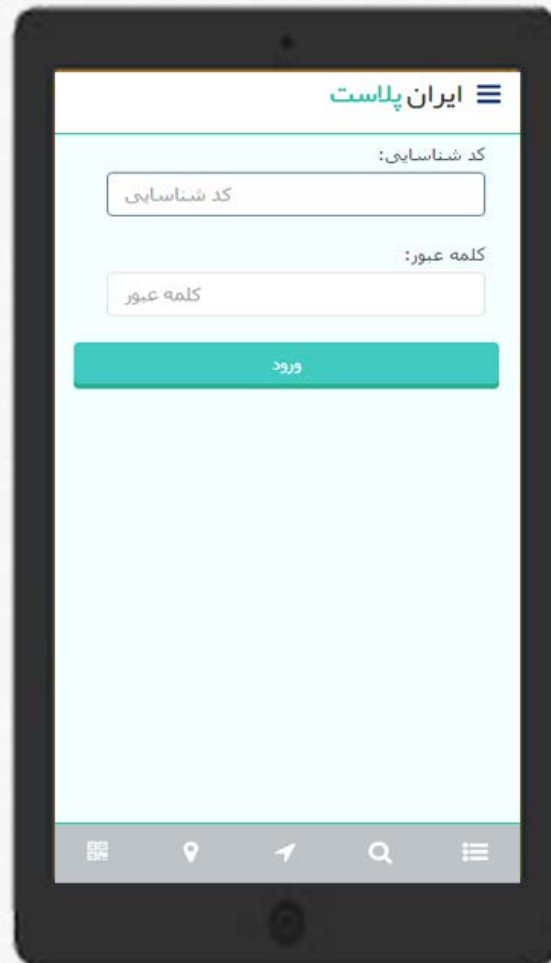 ایران پلاست
کد شناسایی:
کد شناسایی
کلمه عبور:
کلمه عبور
ورود